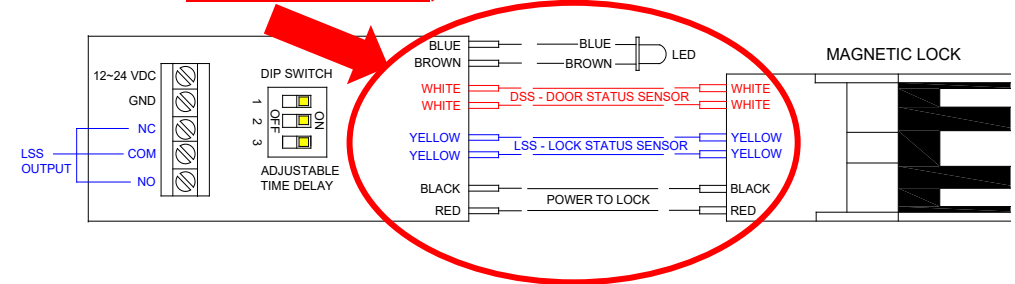 BLUE
BLUE
LED
BROWN
BROWN
MAGNETIC LOCK
12~24 VDC
GND
NC
COM
NO
LSS
OUTPUT
DIP SWITCH
1
2
3
OFF
ON
ADJUSTABLE
TIME DELAY
WHITE
WHITE
DSS - DOOR STATUS SENSOR
WHITE
WHITE
YELLOW
YELLOW
LSS - LOCK STATUS SENSOR
YELLOW
YELLOW
BLACK
RED
POWER TO LOCK
BLACK
RED